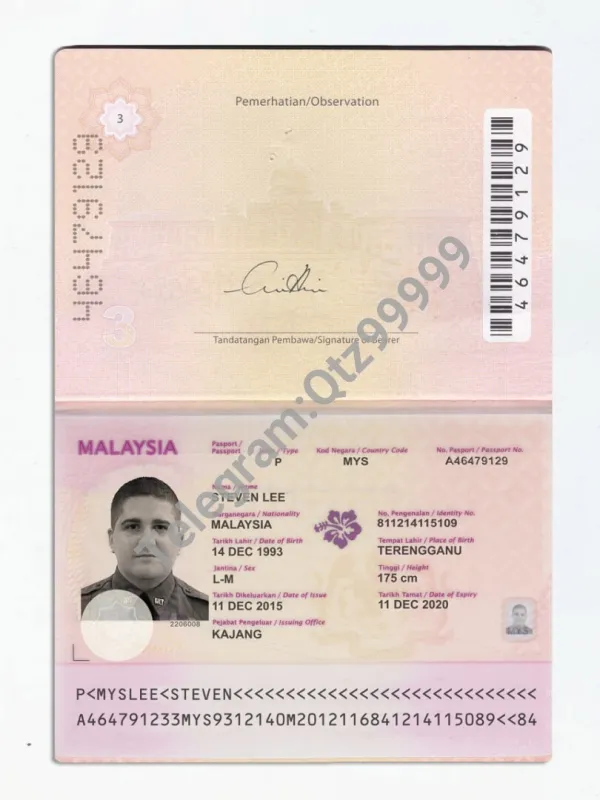 3
Pemerhatian/Observation
46479129
46479129
3
Tandatangan Pembawa/Signature of Bearer
elegram:Qtz99999
MALAYSIA
Pasport / Passport
/Type
Kod Negara / Country Code
No. Pasport / Passport No.
P
MYS
A46479129
Nama / Name
STEVEN LEE
Warganegara / Nationality
No. Pengenalan / Identity No.
MALAYSIA
811214115109
Tarikh Lahir / Date of Birth
Tempat Lahir / Place of Birth
14 DEC 1993
TERENGGANU
Jantina / Sex
Tinggi / Height
L-M
175 cm
Tarikh Dikeluarkan / Date of Issue
Tarikh Tamat / Date of Expiry
11 DEC 2015
11 DEC 2020
2206008
Pejabat Pengeluar / Issuing Office
KAJANG
P<MYSLEE<STEVEN<<<<<<<<<<<<<<<<<<<<<<<<<<<<<
A464791233MYS9312140M2012116841214115089<<84